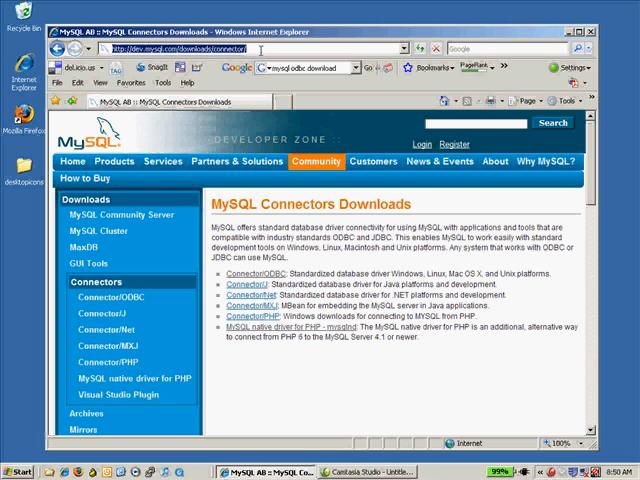 Recycle Bin
Internet Explorer
Mozilla Firefox
desktopicons
MySQL AB :: MySQL Connectors Downloads - Windows Internet Explorer
http://dev.mysql.com/downloads/connector/
Google
del.icio.us
TAG
SnagIt
Google
mysql odbc download
Go
Bookmarks
PageRank
Settings
File Edit View Favorites Tools Help
MySQL AB :: MySQL Connectors Downloads
Page
Tools
MySQL
DEVELOPER ZONE ::
Search
Login Register
Home Products Services Partners & Solutions Community Customers News & Events About Why MySQL?
How to Buy
Downloads
MySQL Community Server
MySQL Cluster
MaxDB
GUI Tools
Connectors
Connector/ODBC
Connector/J
Connector/Net
Connector/MXJ
Connector/PHP
MySQL native driver for PHP
Visual Studio Plugin
Archives
Mirrors
MySQL Connectors Downloads
MySQL offers standard database driver connectivity for using MySQL with applications and tools that are
compatible with industry standards ODBC and JDBC. This enables MySQL to work easily with standard
development tools on Windows, Linux, Macintosh and Unix platforms. Any system that works with ODBC or
JDBC can use MySQL.
Connector/ODBC: Standardized database driver Windows, Linux, Mac OS X, and Unix platforms.
Connector/J: Standardized database driver for Java platforms and development.
Connector/Net: Standardized database driver for .NET platforms and development.
Connector/MXJ: MBean for embedding the MySQL server in Java applications.
Connector/PHP: Windows downloads for connecting to MYSQL from PHP.
MySQL native driver for PHP - mysqlnd: The MySQL native driver for PHP is an additional, alternative way
to connect from PHP 6 to the MySQL Server 4.1 or newer.
Internet
100%
Start
MySQL AB :: MySQL Co...
Camtasia Studio - Untitle...
99%
8:50 AM